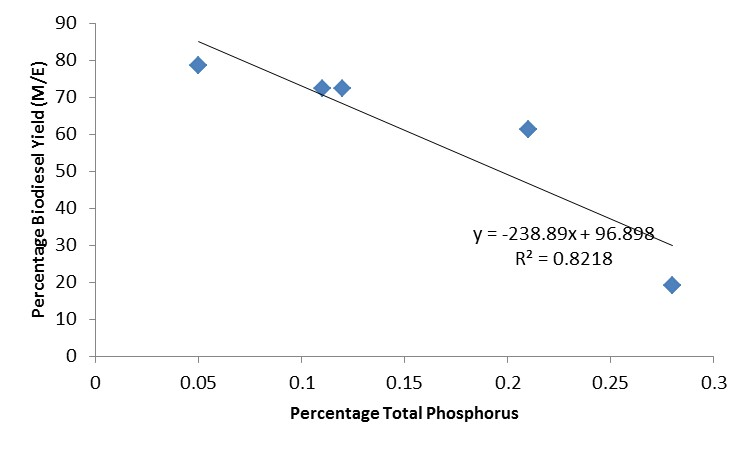 90
80
70
60
50
40
30
20
10
0
Percentage Biodiesel Yield (M/E)
y = -238.89x + 96.898
R² = 0.8218
0 0.05 0.1 0.15 0.2 0.25 0.3
Percentage Total Phosphorus